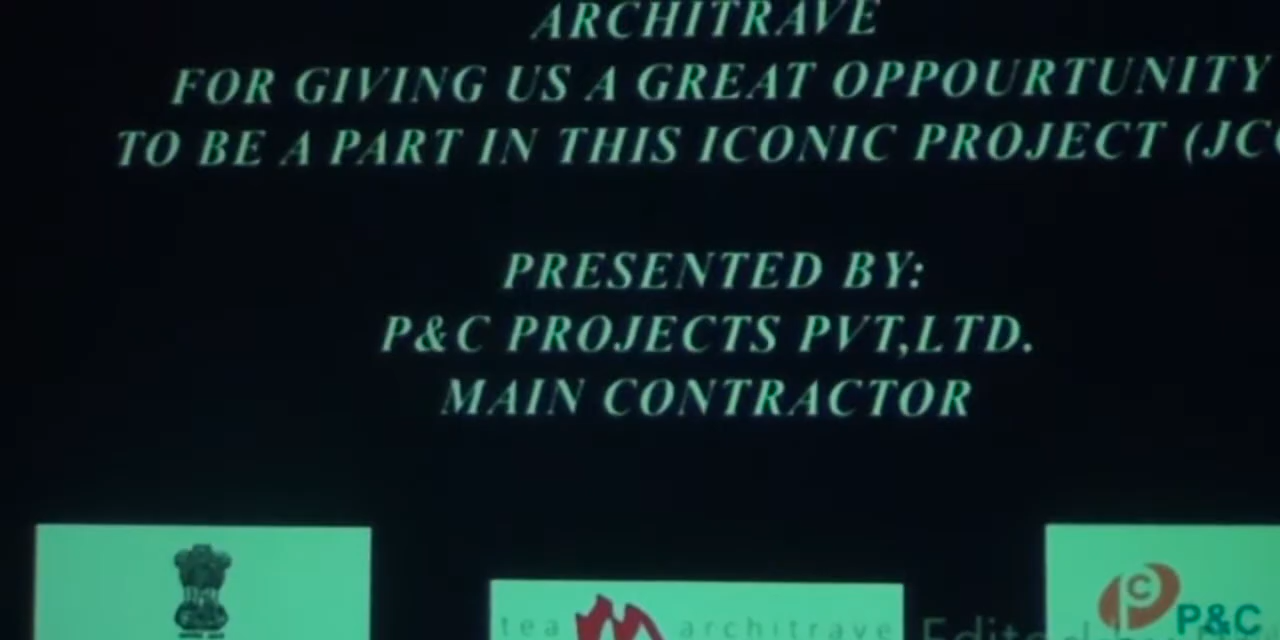 ARCHITRAVE
FOR GIVING US A GREAT OPPOURTUNITY
TO BE A PART IN THIS ICONIC PROJECT (JC
PRESENTED BY:
P&C PROJECTS PVT,LTD.
MAIN CONTRACTOR
tea architrave
C P&C